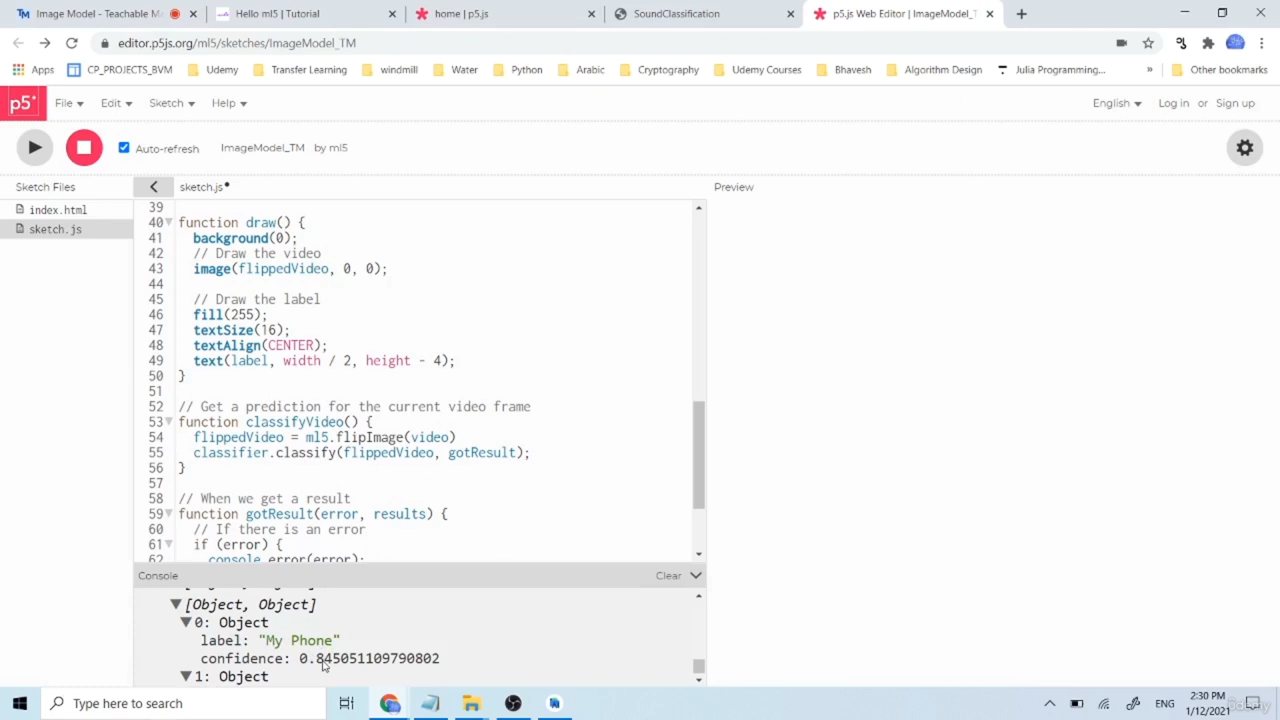 Image Model - Teachable Ma
Hello ml5 | Tutorial
home | p5.js
SoundClassification
p5.js Web Editor | ImageModel_T
editor.p5js.org/ml5/sketches/ImageModel_TM
Apps
CP_PROJECTS_BVM
Udemy
Transfer Learning
windmill
Water
Python
Arabic
Cryptography
Udemy Courses
Bhavesh
Algorithm Design
Julia Programming...
»
Other bookmarks
p5*
File
Edit
Sketch
Help
English
Log in or Sign up
Auto-refresh
ImageModel_TM by ml5
Sketch Files
sketch.js
Preview
index.html
sketch.js
39
40 function draw() {
41 background(0);
42 // Draw the video
43 image(flippedVideo, 0, 0);
44
45 // Draw the label
46 fill(255);
47 textSize(16);
48 textAlign(CENTER);
49 text(label, width / 2, height - 4);
50 }
51
52 // Get a prediction for the current video frame
53 function classifyVideo() {
54 flippedVideo = ml5.flipImage(video)
55 classifier.classify(flippedVideo, gotResult);
56 }
57
58 // When we get a result
59 function gotResult(error, results) {
60 // If there is an error
61 if (error) {
62 console.error(error);
Console
Clear
[Object, Object]
0: Object
label: "My Phone"
confidence: 0.845051109790802
1: Object
Type here to search
ENG
2:30 PM
1/12/2021
Udemy